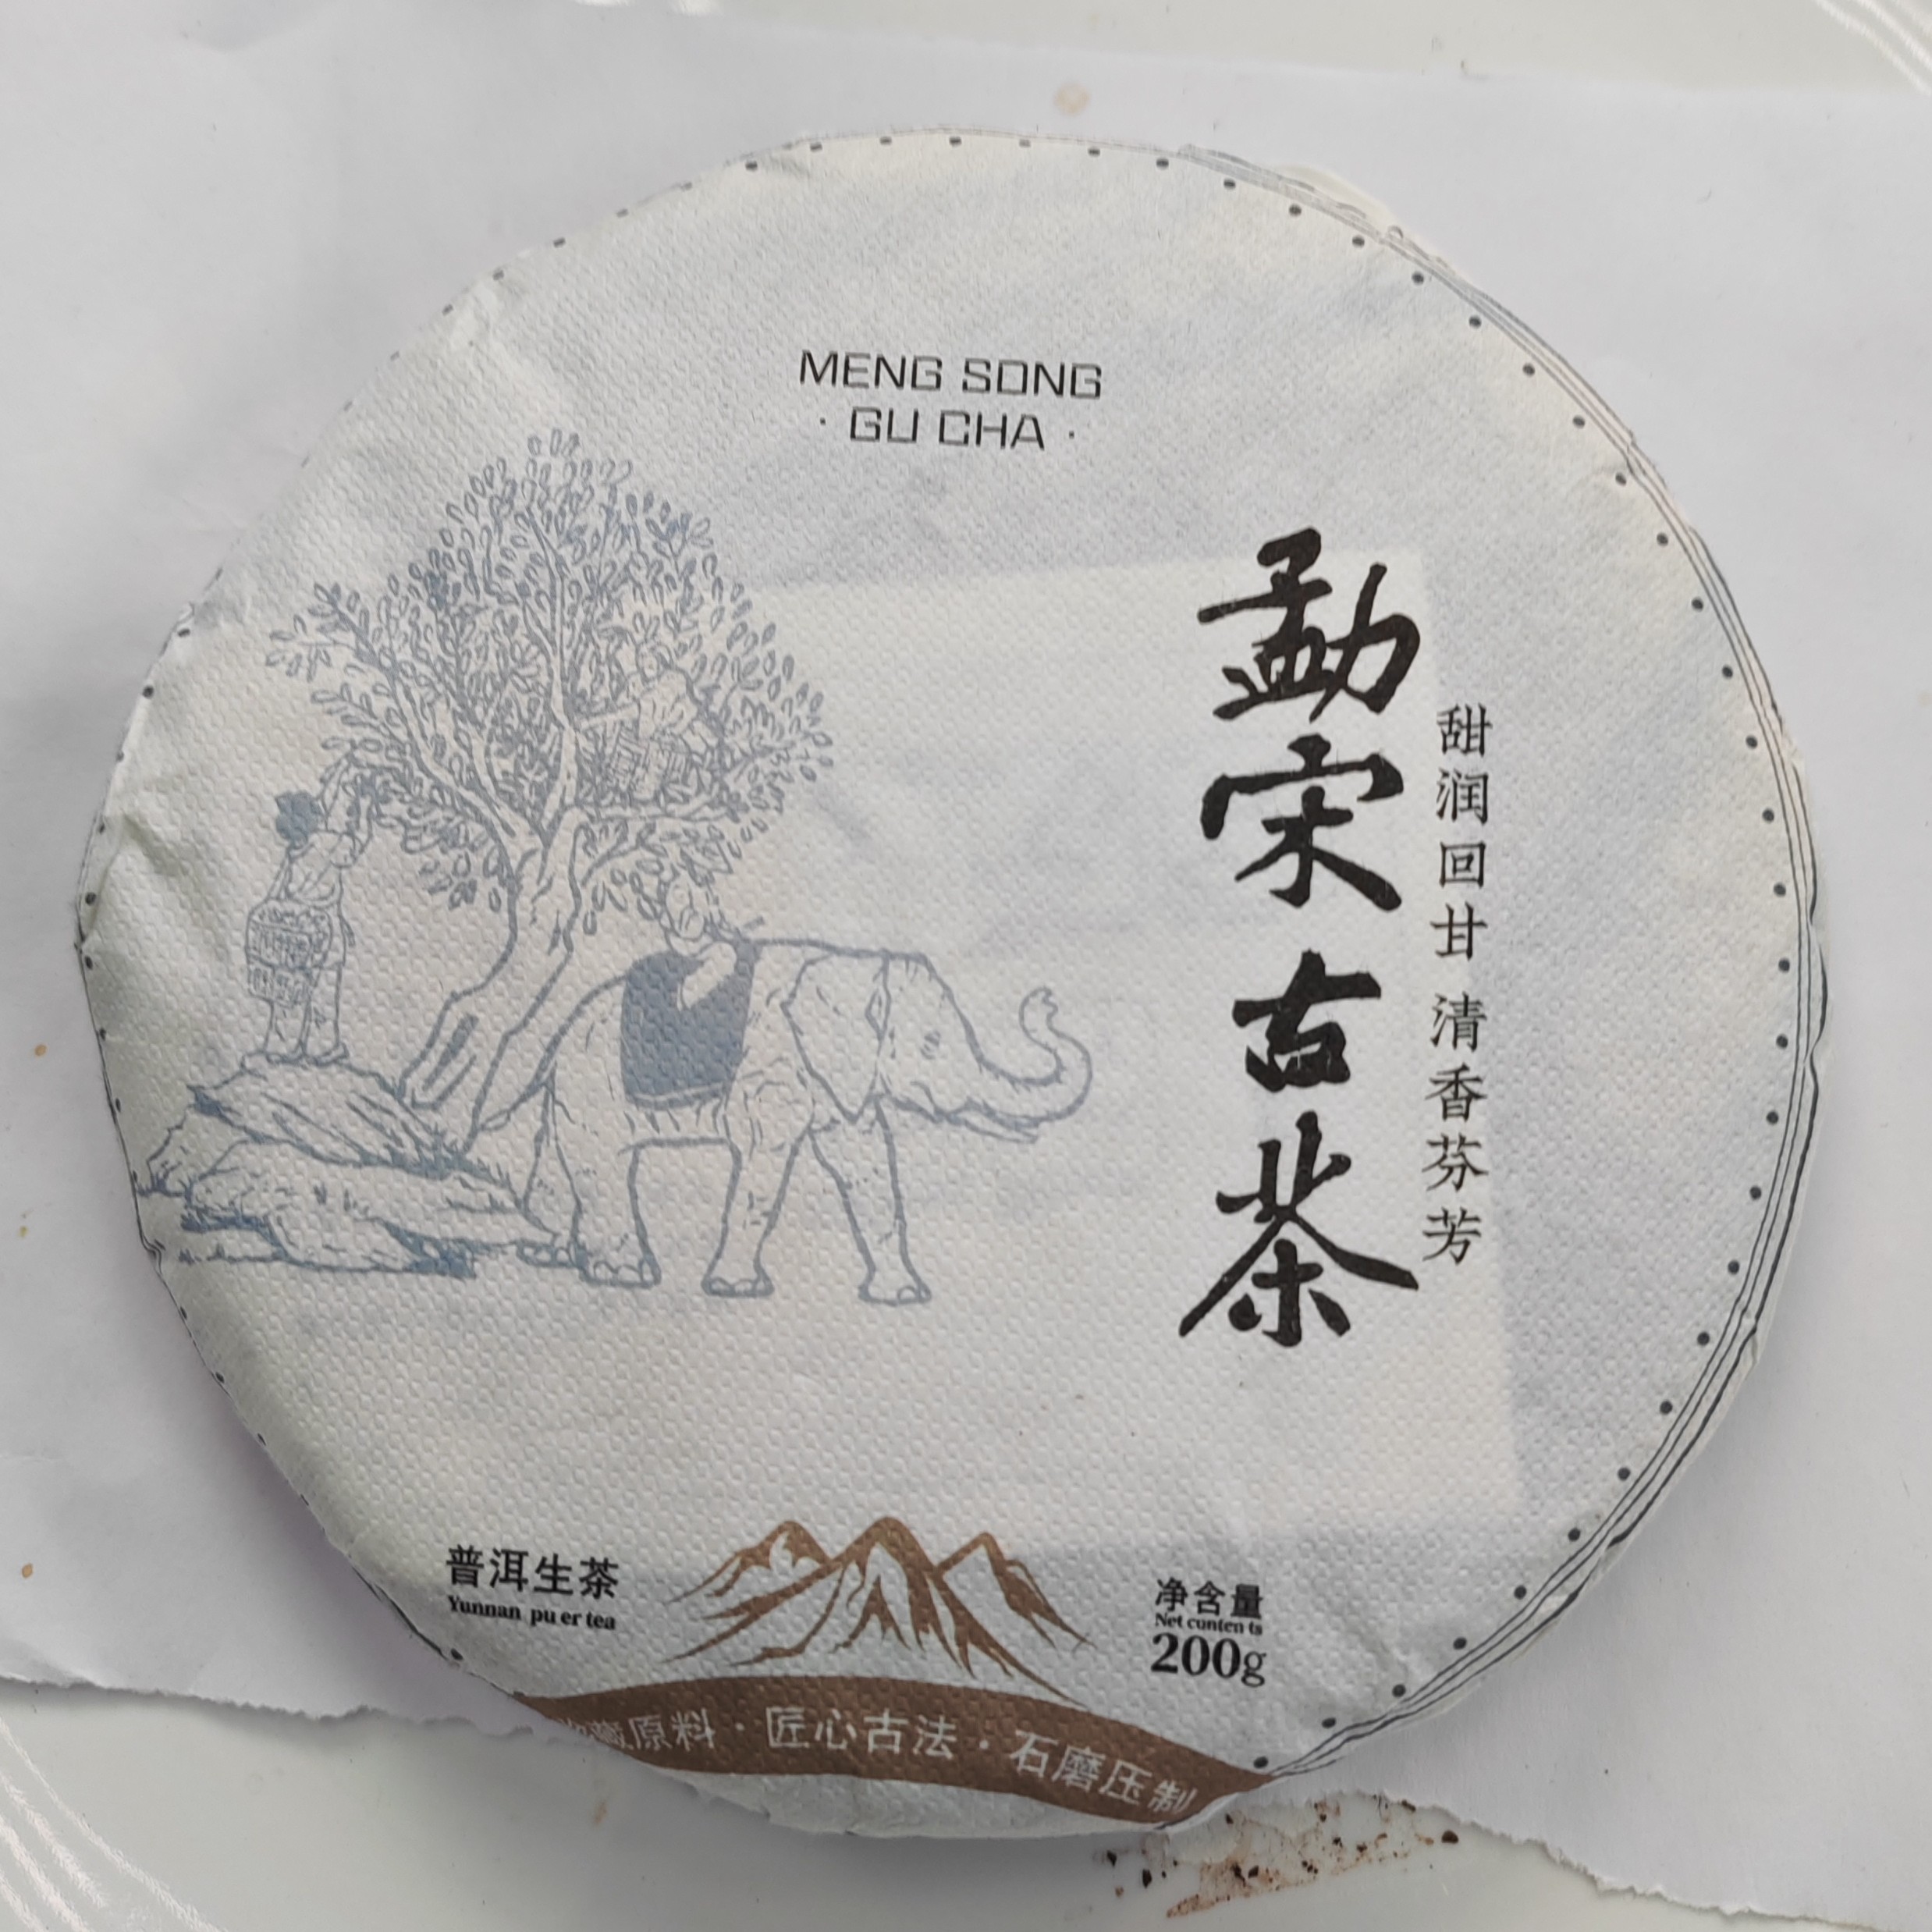 MENG SONG
· GU CHA ·
勐宋古茶
甜润回甘 清香芬芳
普洱生茶
Yunnan pu er tea
净含量
Net conten ts
200g
藏原料 · 匠心古法 · 石磨压制